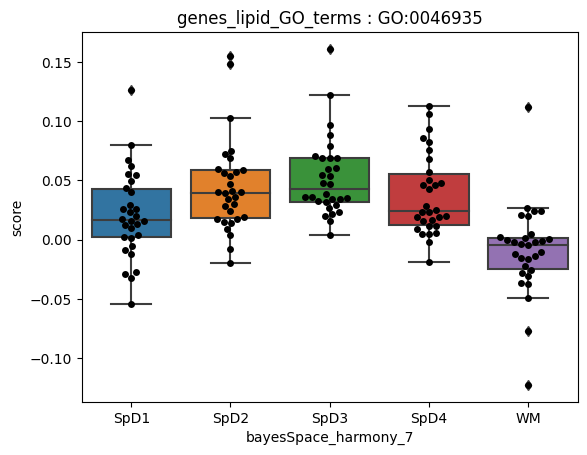 genes_lipid_GO_terms : GO:0046935
0.15
0.10
0.05
0.00
−0.05
−0.10
score
SpD1 SpD2 SpD3 SpD4 WM
bayesSpace_harmony_7